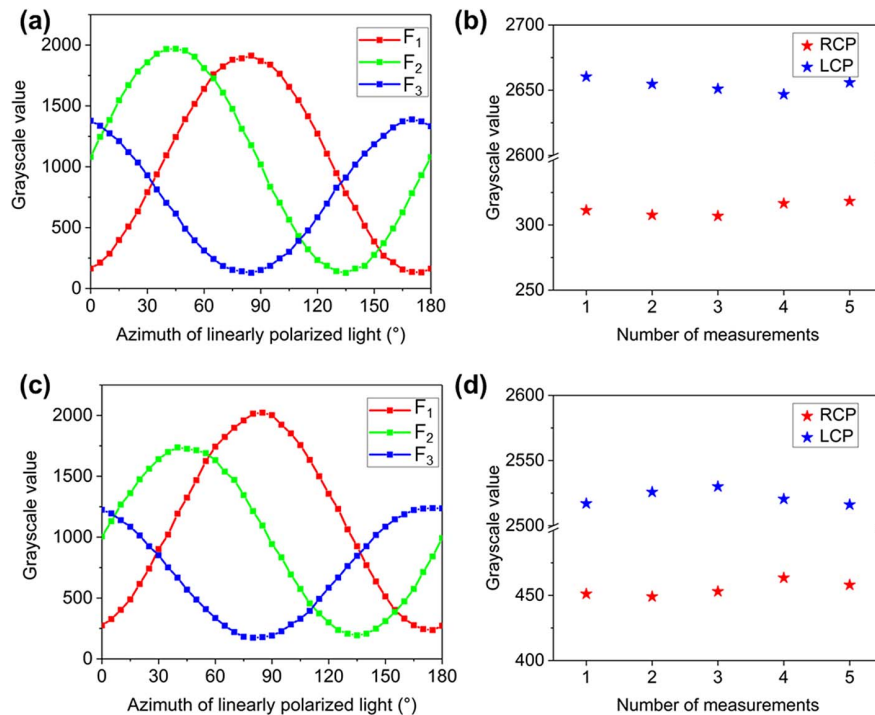 (a)
2000
1500
1000
500
0
Grayscale value
F₁
F₂
F₃
0 30 60 90 120 150 180
Azimuth of linearly polarized light (°)
(b)
2700
2650
2600
300
250
Grayscale value
RCP
LCP
1 2 3 4 5
Number of measurements
(c)
2000
1500
1000
500
0
Grayscale value
F₁
F₂
F₃
0 30 60 90 120 150 180
Azimuth of linearly polarized light (°)
(d)
2600
2550
2500
450
400
Grayscale value
RCP
LCP
1 2 3 4 5
Number of measurements